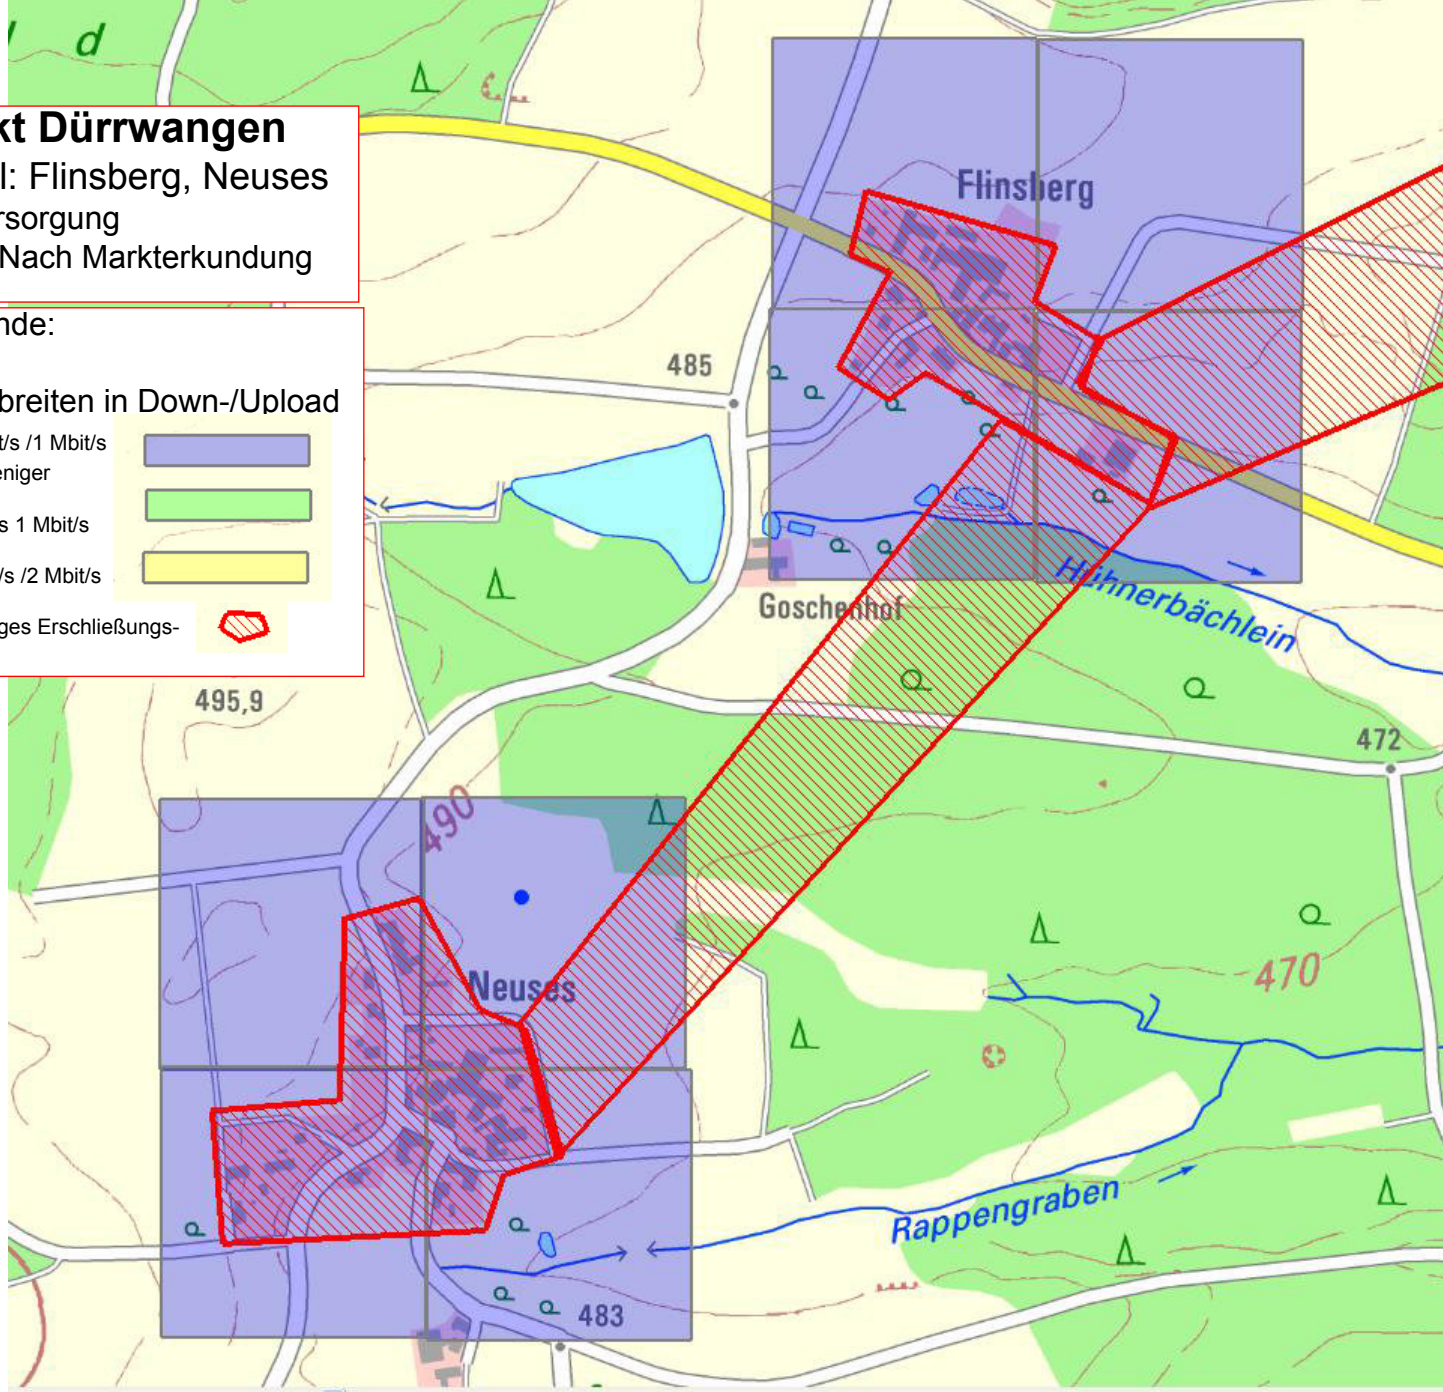 d
kt Dürrwangen
l: Flinsberg, Neuses
rsorgung
Nach Markterkundung
nde:
breiten in Down-/Upload
t/s /1 Mbit/s
eniger
s 1 Mbit/s
/s /2 Mbit/s
ges Erschließungs-
Flinsberg
485
Goschenhof
Hühnerbächlein
495,9
472
490
Neuses
470
Rappengraben
483